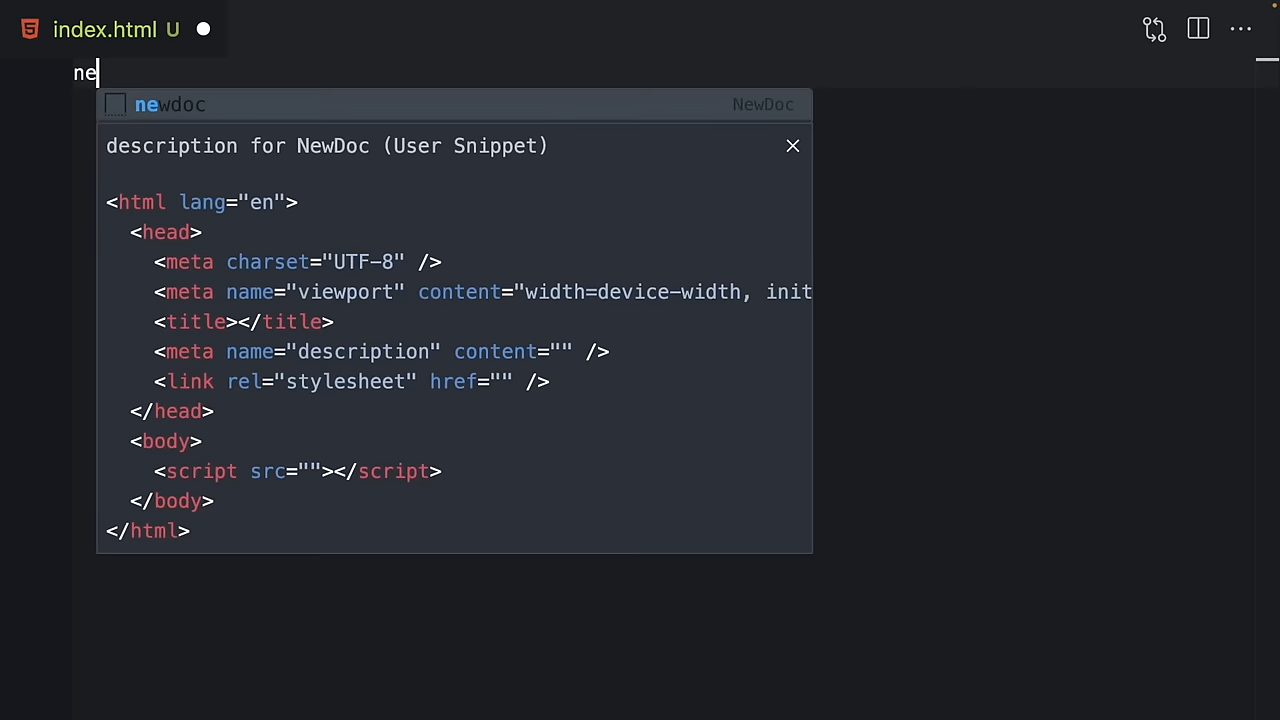 index.html U
ne
newdoc NewDoc
description for NewDoc (User Snippet)
<html lang="en">
  <head>
    <meta charset="UTF-8" />
    <meta name="viewport" content="width=device-width, init
    <title></title>
    <meta name="description" content="" />
    <link rel="stylesheet" href="" />
  </head>
  <body>
    <script src=""></script>
  </body>
</html>